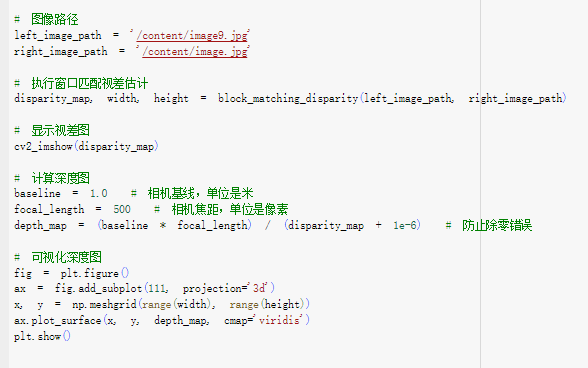 # 图像路径
left_image_path = '/content/image9.jpg'
right_image_path = '/content/image.jpg'
# 执行窗口匹配视差估计
disparity_map, width, height = block_matching_disparity(left_image_path, right_image_path)
# 显示视差图
cv2_imshow(disparity_map)
# 计算深度图
baseline = 1.0 # 相机基线，单位是米
focal_length = 500 # 相机焦距，单位是像素
depth_map = (baseline * focal_length) / (disparity_map + 1e-6) # 防止除零错误
# 可视化深度图
fig = plt.figure()
ax = fig.add_subplot(111, projection='3d')
x, y = np.meshgrid(range(width), range(height))
ax.plot_surface(x, y, depth_map, cmap='viridis')
plt.show()